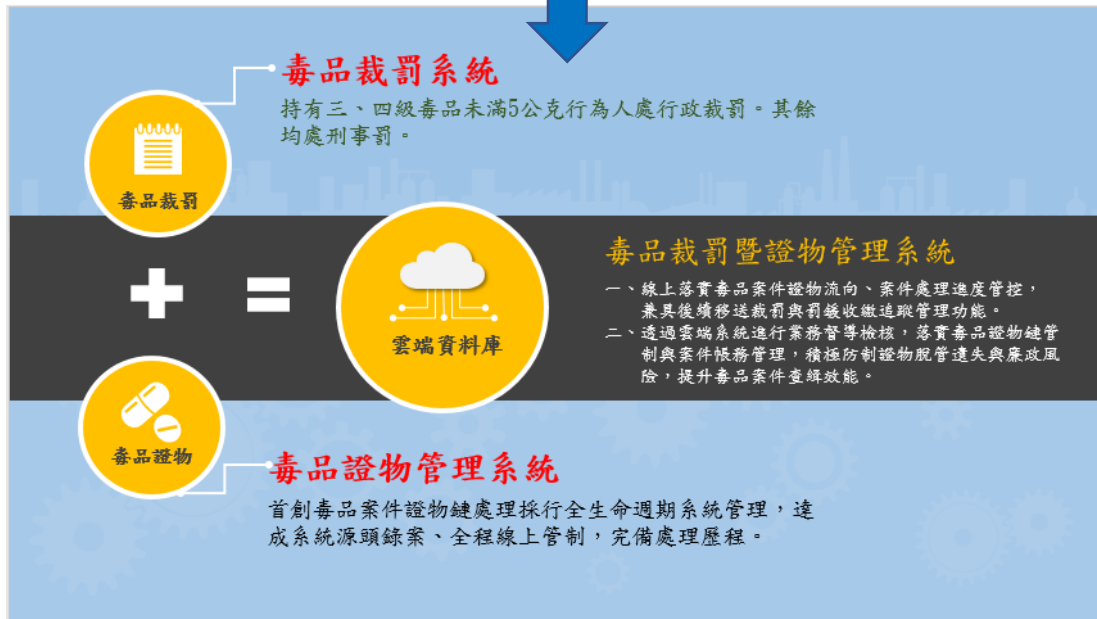 毒品裁罰系統
持有三、四級毒品未滿5公克行為人處行政裁罰。其餘
均處刑事罰。
毒品裁罰
毒品裁罰暨證物管理系統
一、線上落實毒品案件證物流向、案件處理進度管控，
兼具後續移送裁罰與罰鍰收繳追蹤管理功能。
二、透過雲端系統進行業務督導檢核，落實毒品證物鏈管
制與案件帳務管理，積極防制證物脫管遺失與廉政風
險，提升毒品案件查緝效能。
+
=
雲端資料庫
毒品證物
毒品證物管理系統
首創毒品案件證物鏈處理採行全生命週期系統管理，達
成系統源頭錄案、全程線上管制，完備處理歷程。